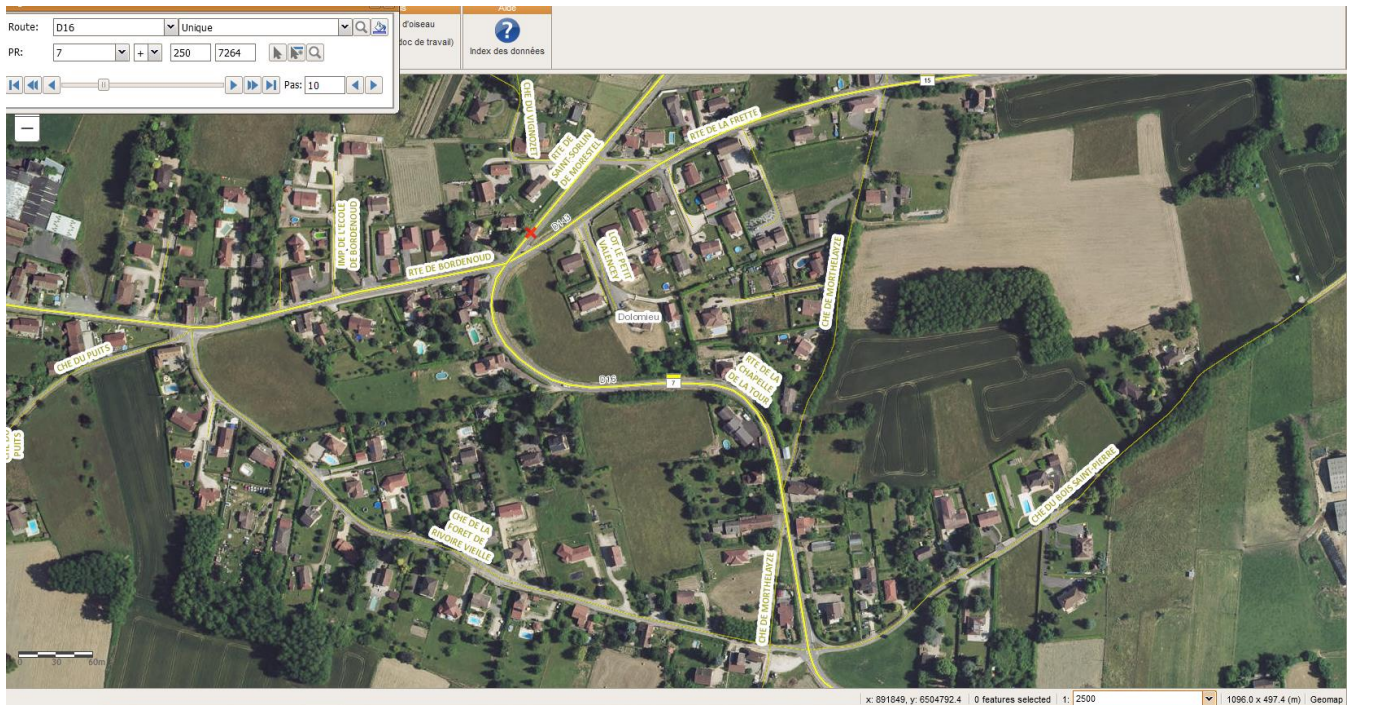 Route: D16 Unique
PR: 7 + 250 7264
Pas: 10
d'oiseau
doc de travail)
Aide
Index des données
15
CHE DU VIGNOZET
RTE DE
SAINT-SORLIN
DE MORESTEL
RTE DE LA FRETTE
IMP DE L'ECOLE
DE BORDENOUD
RTE DE BORDENOUD
LOT LE PETIT
VALENCEY
CHE DE MORTHELAYZE
Dolomieu
CHE DU PUITS
D16
7
RTE DE LA
CHAPELLE
DE LA TOUR
CHE DU
PUITS
CHE DE LA
FORET DE
RIVOIRE VIEILLE
CHE DU BOIS SAINT-PIERRE
CHE DE MORTHELAYZE
0 30 60m
x: 891849, y: 6504792.4 0 features selected 1: 2500 1096.0 x 497.4 (m) Geomap